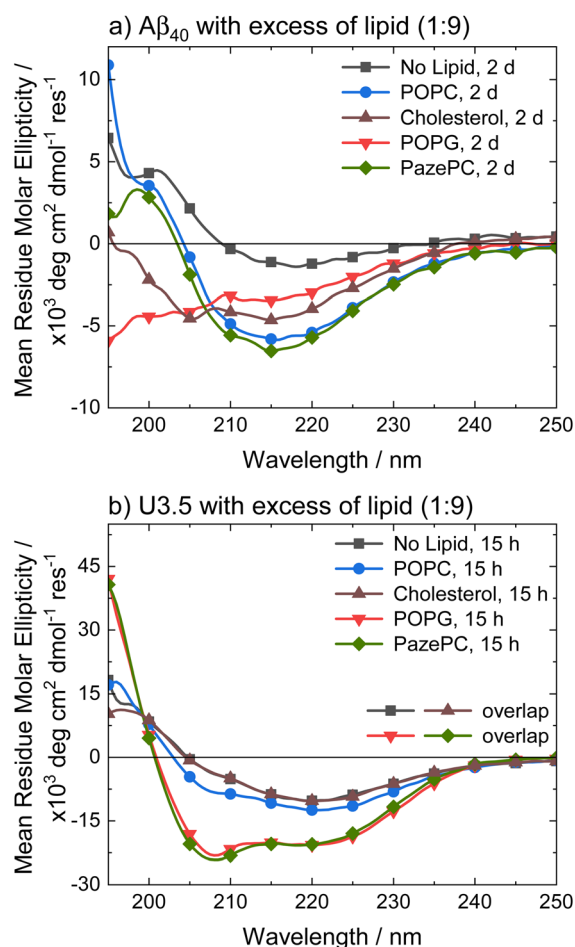 a) Aβ40 with excess of lipid (1:9)
Mean Residue Molar Ellipticity /
x10³ deg cm² dmol⁻¹ res⁻¹
10
5
0
-5
-10
No Lipid, 2 d
POPC, 2 d
Cholesterol, 2 d
POPG, 2 d
PazePC, 2 d
200 210 220 230 240 250
Wavelength / nm
b) U3.5 with excess of lipid (1:9)
Mean Residue Molar Ellipticity /
x10³ deg cm² dmol⁻¹ res⁻¹
45
30
15
0
-15
-30
No Lipid, 15 h
POPC, 15 h
Cholesterol, 15 h
POPG, 15 h
PazePC, 15 h
overlap
overlap
200 210 220 230 240 250
Wavelength / nm